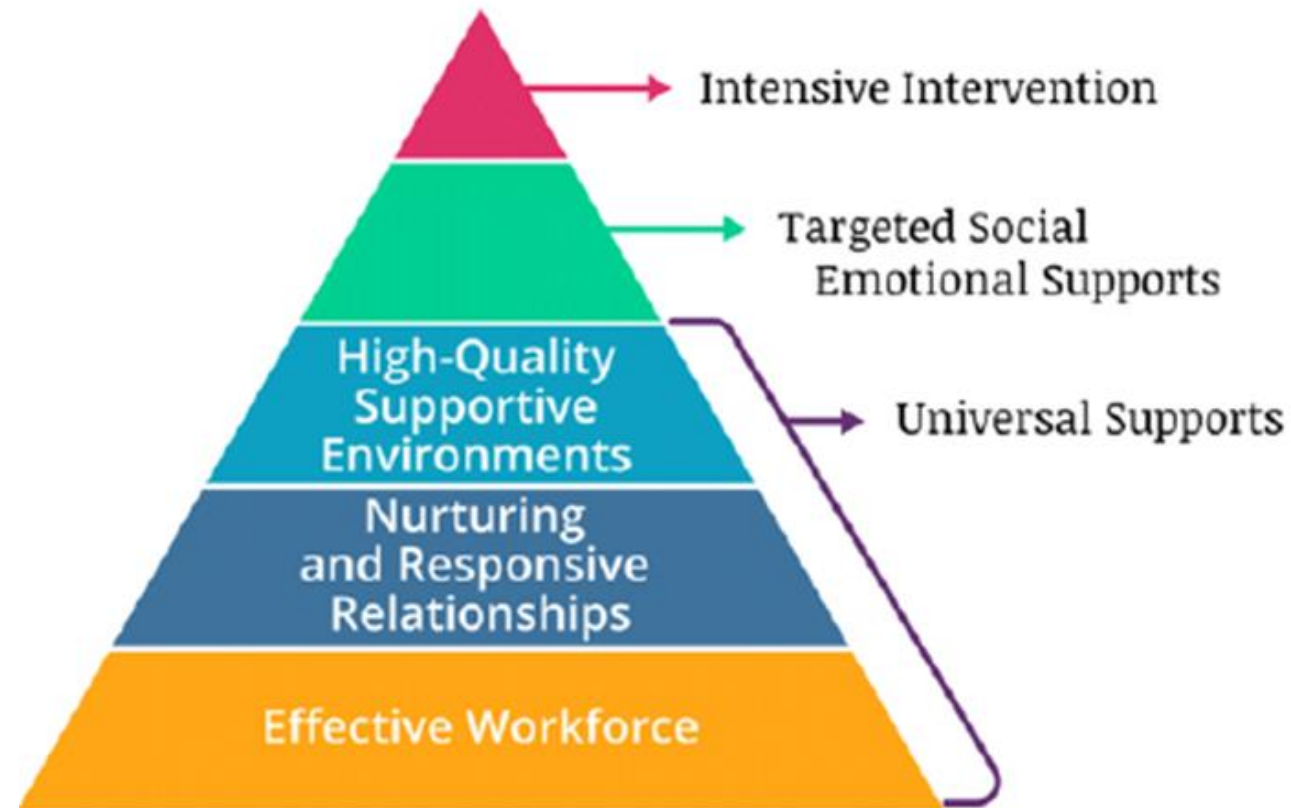 Intensive Intervention
Targeted Social
Emotional Supports
High-Quality
Supportive
Environments
Universal Supports
Nurturing
and Responsive
Relationships
Effective Workforce